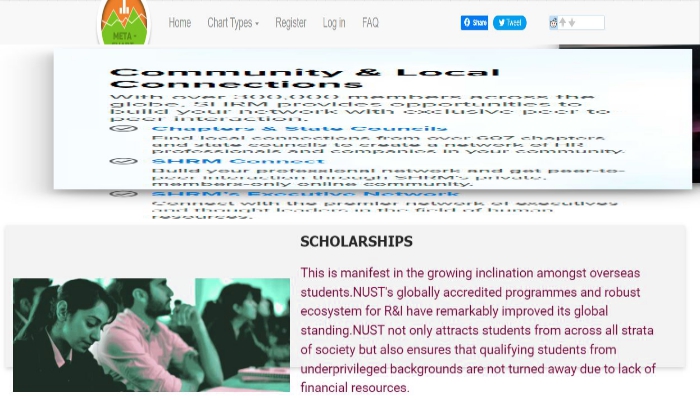 Home Chart Types Register Log in FAQ Share Tweet
META -
Community & Local
Connections
With over 300,000 members across the
globe, SHRM provides opportunities to
build your network with exclusive peer to
peer interaction.
Chapters & State Councils
Find local connections from over 607 chapters
and state councils to create a network of HR
professionals and companies in your community.
SHRM Connect
Build your professional network and get peer-to-
peer interaction through SHRM's private,
members-only online community.
SHRM's Executive Network
Connect with the premier network of executives
and thought leaders in the field of human
resources.
SCHOLARSHIPS
This is manifest in the growing inclination amongst overseas
students.NUST's globally accredited programmes and robust
ecosystem for R&I have remarkably improved its global
standing.NUST not only attracts students from across all strata
of society but also ensures that qualifying students from
underprivileged backgrounds are not turned away due to lack of
financial resources.